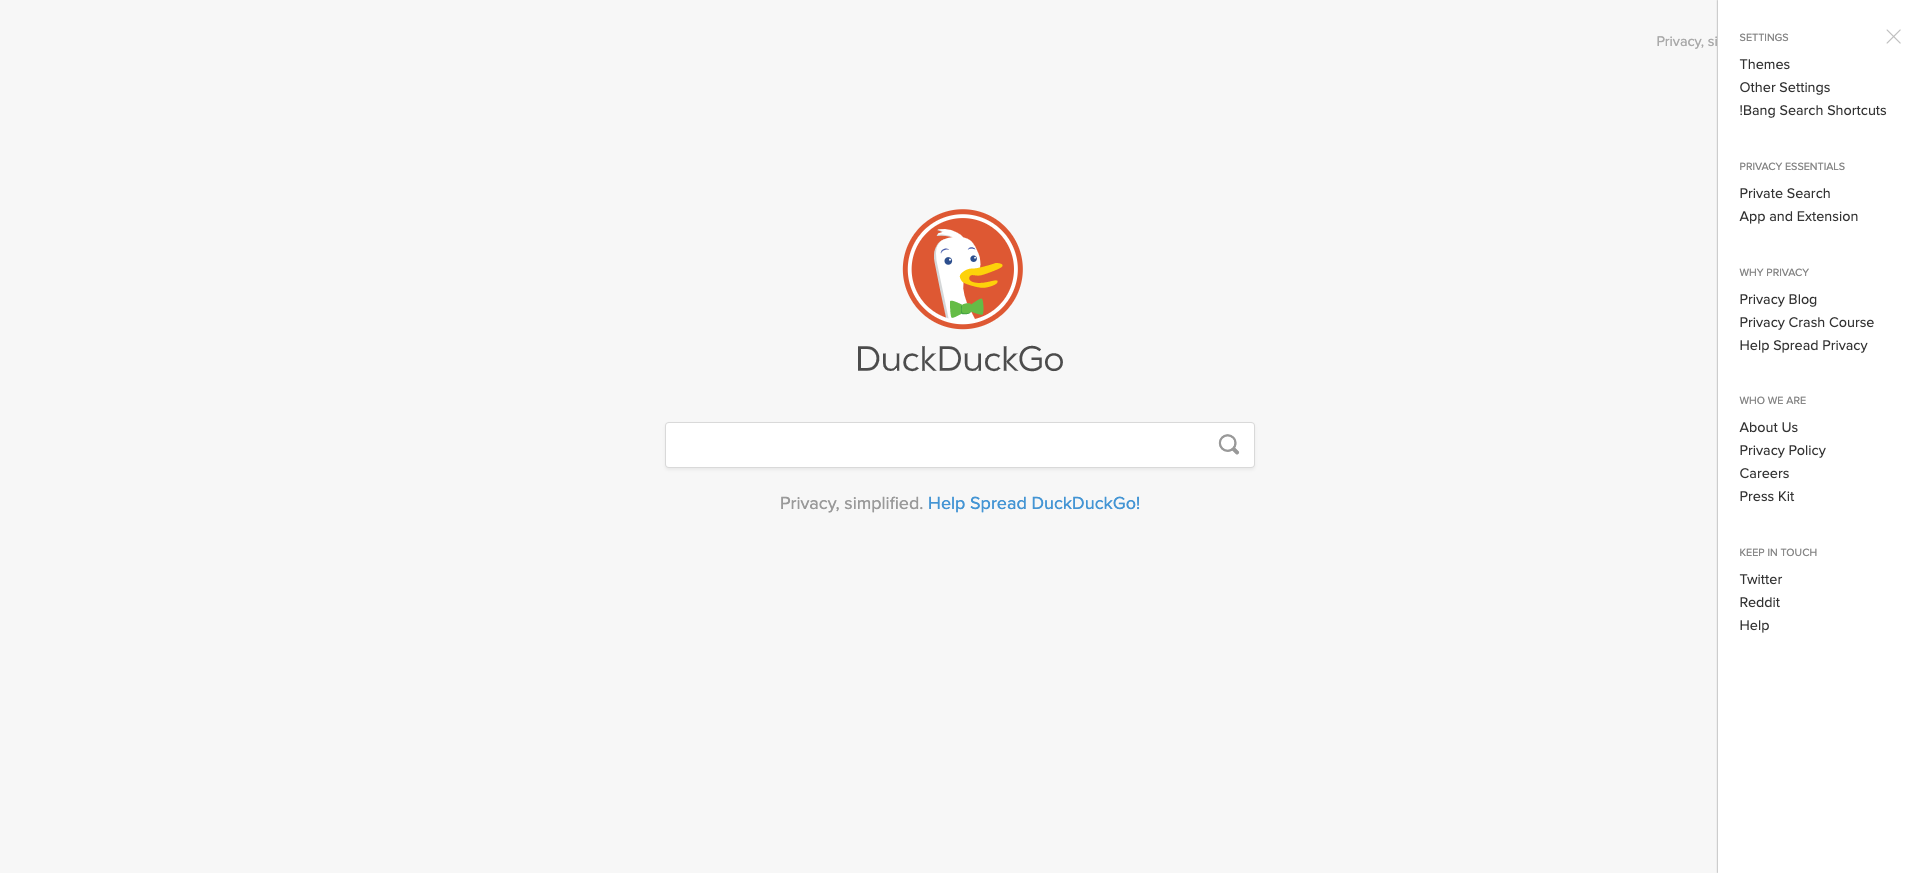 Privacy, si
DuckDuckGo
Privacy, simplified. Help Spread DuckDuckGo!
SETTINGS
Themes
Other Settings
!Bang Search Shortcuts
PRIVACY ESSENTIALS
Private Search
App and Extension
WHY PRIVACY
Privacy Blog
Privacy Crash Course
Help Spread Privacy
WHO WE ARE
About Us
Privacy Policy
Careers
Press Kit
KEEP IN TOUCH
Twitter
Reddit
Help